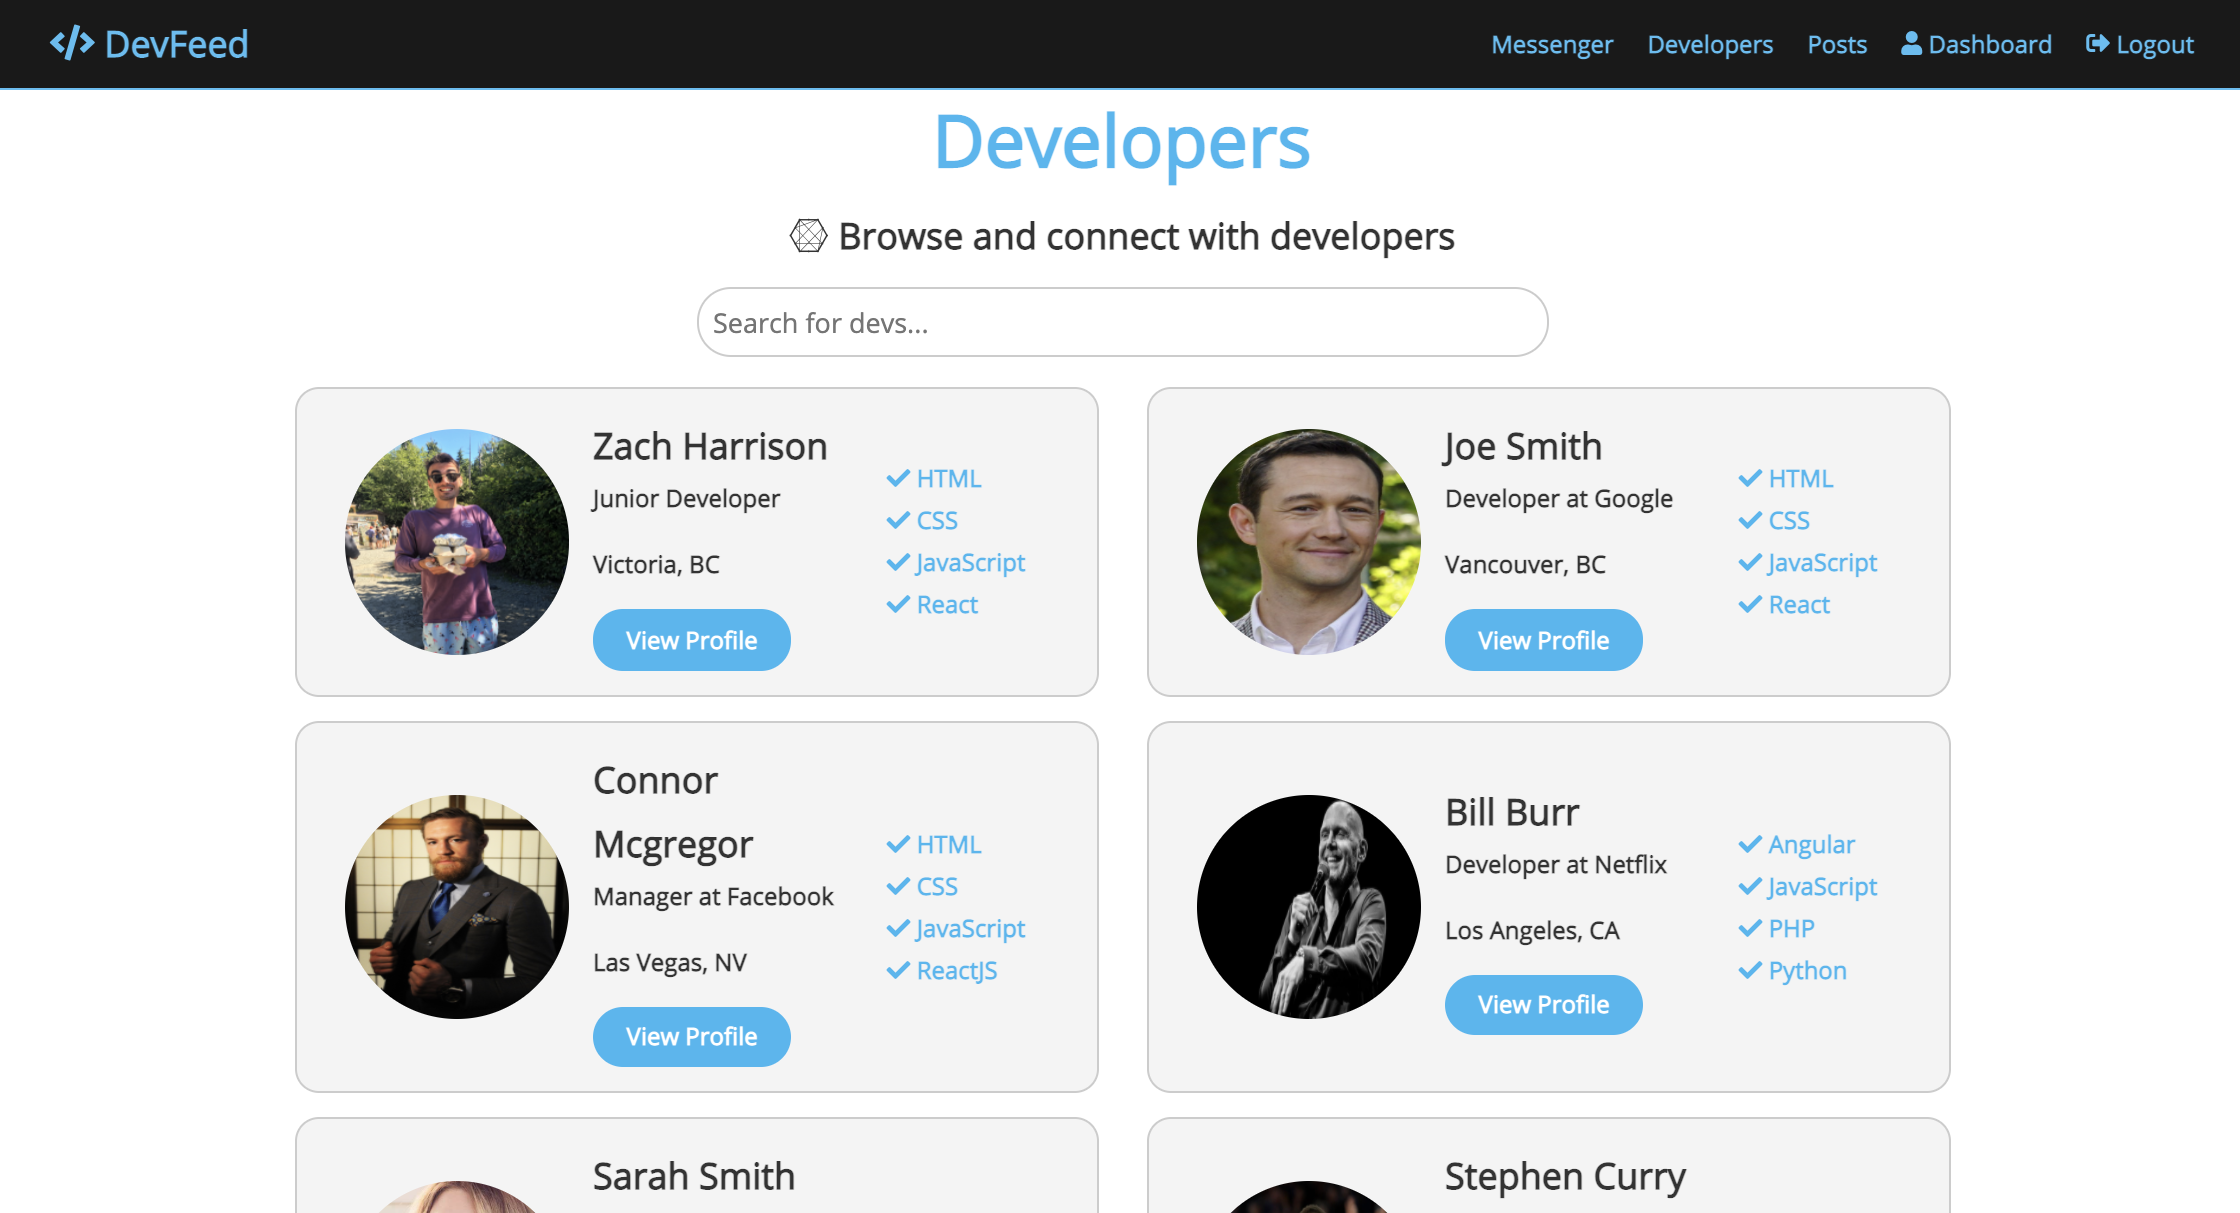 DevFeed
Messenger Developers Posts Dashboard Logout
Developers
Browse and connect with developers
Search for devs...
Zach Harrison
Junior Developer
Victoria, BC
View Profile
HTML
CSS
JavaScript
React
Joe Smith
Developer at Google
Vancouver, BC
View Profile
HTML
CSS
JavaScript
React
Connor
Mcgregor
Manager at Facebook
Las Vegas, NV
View Profile
HTML
CSS
JavaScript
ReactJS
Bill Burr
Developer at Netflix
Los Angeles, CA
View Profile
Angular
JavaScript
PHP
Python
Sarah Smith
Stephen Curry